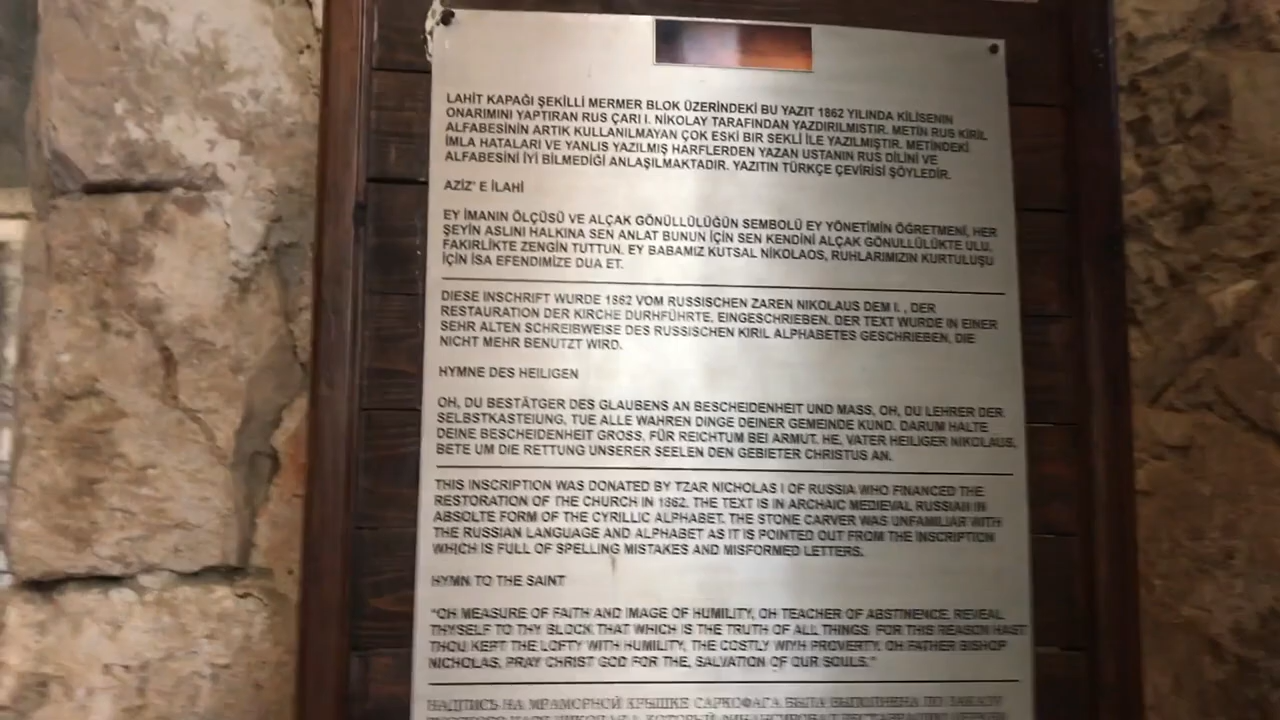 LAHİT KAPAĞI ŞEKİLLİ MERMER BLOK ÜZERİNDEKİ BU YAZIT 1862 YILINDA KİLİSENİN
ONARIMINI YAPTIRAN RUS ÇARI I. NİKOLAY TARAFINDAN YAZDIRILMISTIR. METİN RUS KİRİL
ALFABESİNİN ARTIK KULLANILMAYAN ÇOK ESKİ BİR SEKLİ İLE YAZILMIŞTIR. METİNDEKİ
İMLA HATALARI VE YANLIS YAZILMIŞ HARFLERDEN YAZAN USTANIN RUS DİLİNİ VE
ALFABESİNİ İYİ BİLMEDİĞİ ANLAŞILMAKTADIR. YAZITIN TÜRKÇE ÇEVİRİSİ ŞÖYLEDİR.
AZİZ' E İLAHİ
EY İMANIN ÖLÇÜSÜ VE ALÇAK GÖNÜLLÜLÜĞÜN SEMBOLÜ EY YÖNETİMİN ÖĞRETMENİ, HER
ŞEYİN ASLINI HALKINA SEN ANLAT BUNUN İÇİN SEN KENDİNİ ALÇAK GÖNULLÜLÜKTE ULU,
FAKIRLİKTE ZENGİN TUTTUN. EY BABAMIZ KUTSAL NİKOLAOS, RUHLARIMIZIN KURTULUŞU
İÇİN İSA EFENDIMIZE DUA ET.
DIESE INSCHRIFT WURDE 1862 VOM RUSSISCHEN ZAREN NIKOLAUS DEM I. , DER
RESTAURATION DER KIRCHE DURHFÜHRTE, EINGESCHRIEBEN. DER TEXT WURDE IN EINER
SEHR ALTEN SCHREIBWEISE DES RUSSISCHEN KIRIL ALPHABETES GESCHRIEBEN, DIE
NICHT MEHR BENUTZT WIRD.
HYMNE DES HEILIGEN
OH, DU BESTÄTGER DES GLAUBENS AN BESCHEIDENHEIT UND MASS, OH, DU LEHRER DER
SELBSTKASTEIUNG, TUE ALLE WAHREN DINGE DEINER GEMEINDE KUND. DARUM HALTE
DEINE BESCHEIDENHEIT GROSS, FÜR REICHTUM BEI ARMUT. HE, VATER HEILIGER NIKOLAUS,
BETE UM DIE RETTUNG UNSERER SEELEN DEN GEBIETER CHRISTUS AN.
THIS INSCRIPTION WAS DONATED BY TZAR NICHOLAS I OF RUSSIA WHO FINANCED THE
RESTORATION OF THE CHURCH IN 1862. THE TEXT IS IN ARCHAIC MEDIEVAL RUSSIAN IN
ABSOLTE FORM OF THE CYRILLIC ALPHABET. THE STONE CARVER WAS UNFAMILIAR WITH
THE RUSSIAN LANGUAGE AND ALPHABET AS IT IS POINTED OUT FROM THE INSCRIPTION
WHICH IS FULL OF SPELLING MISTAKES AND MISFORMED LETTERS.
HYMN TO THE SAINT
"OH MEASURE OF FAITH AND IMAGE OF HUMILITY, OH TEACHER OF ABSTINENCE, REVEAL
THYSELF TO THY BLOCK THAT WHICH IS THE TRUTH OF ALL THINGS. FOR THIS REASON HAST
THOU KEPT THE LOFTY WITH HUMILITY, THE COSTLY WIYH PROVERTY, OH FATHER BISHOP
NICHOLAS, PRAY CHRIST GOD FOR THE, SALVATION OF OUR SOULS."
НАДПИСЬ НА МРАМОРНОЙ КРЫШКЕ САРКОФАГА БЫЛА ВЫПОЛНЕНА ПО ЗАКАЗУ